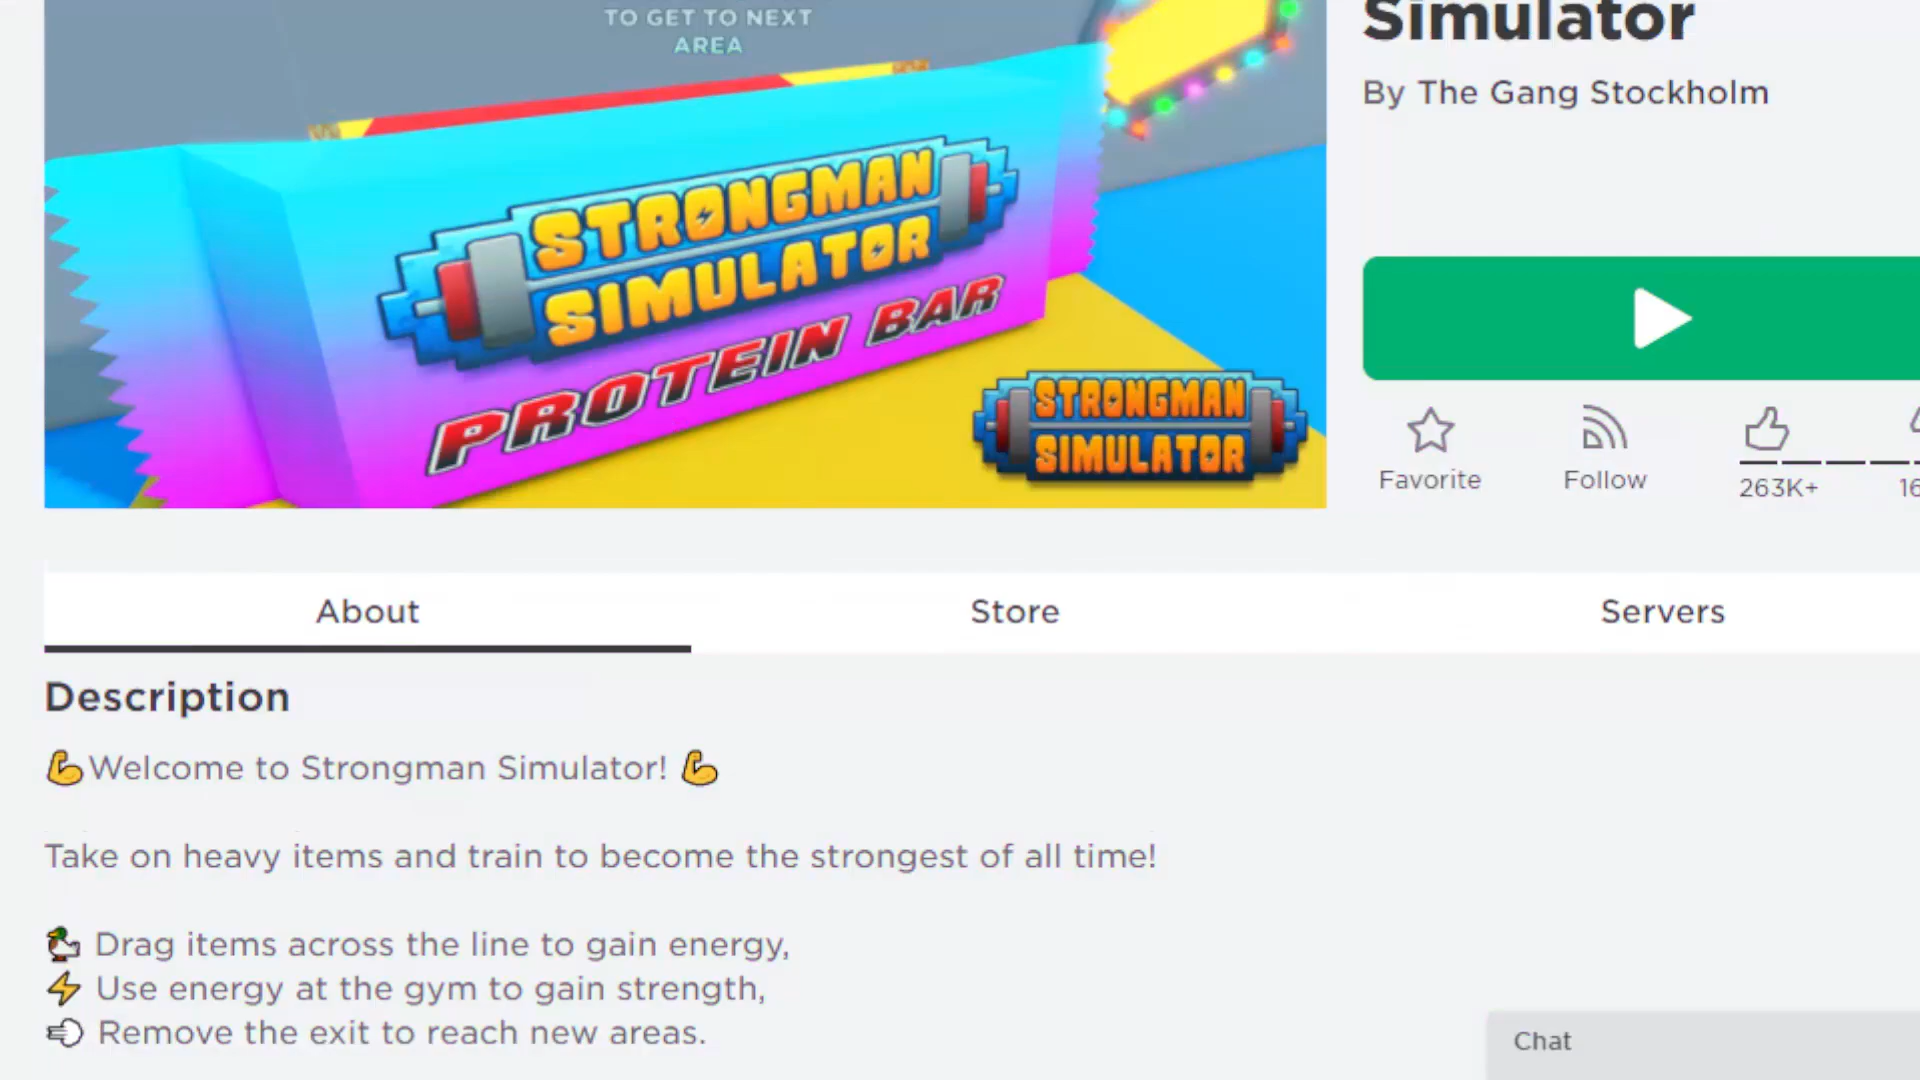 TO GET TO NEXT
AREA
STRONGMAN
SIMULATOR
PROTEIN BAR
STRONGMAN
SIMULATOR
Simulator
By The Gang Stockholm
Favorite
Follow
263K+
16
About
Store
Servers
Description
💪Welcome to Strongman Simulator! 💪
Take on heavy items and train to become the strongest of all time!
🦆 Drag items across the line to gain energy,
⚡ Use energy at the gym to gain strength,
💨 Remove the exit to reach new areas.
Chat